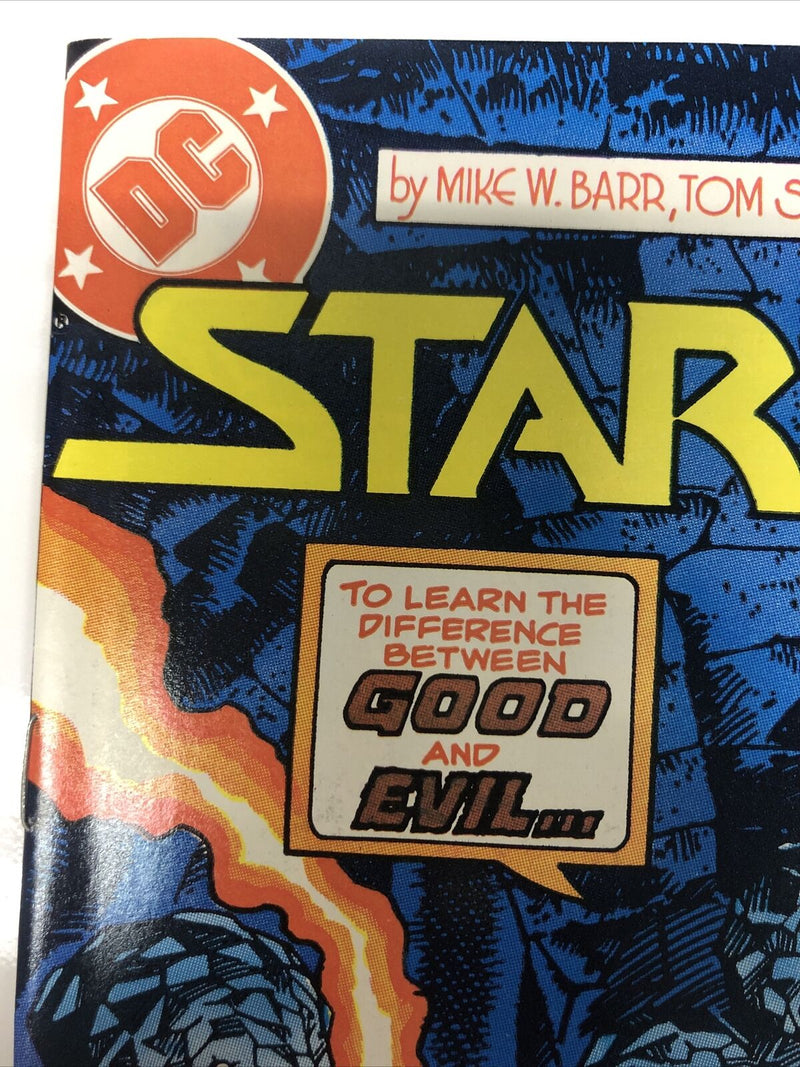 DC
by MIKE W. BARR, TOM S
®
STAR
TO LEARN THE
DIFFERENCE
BETWEEN
GOOD
AND
EVIL...